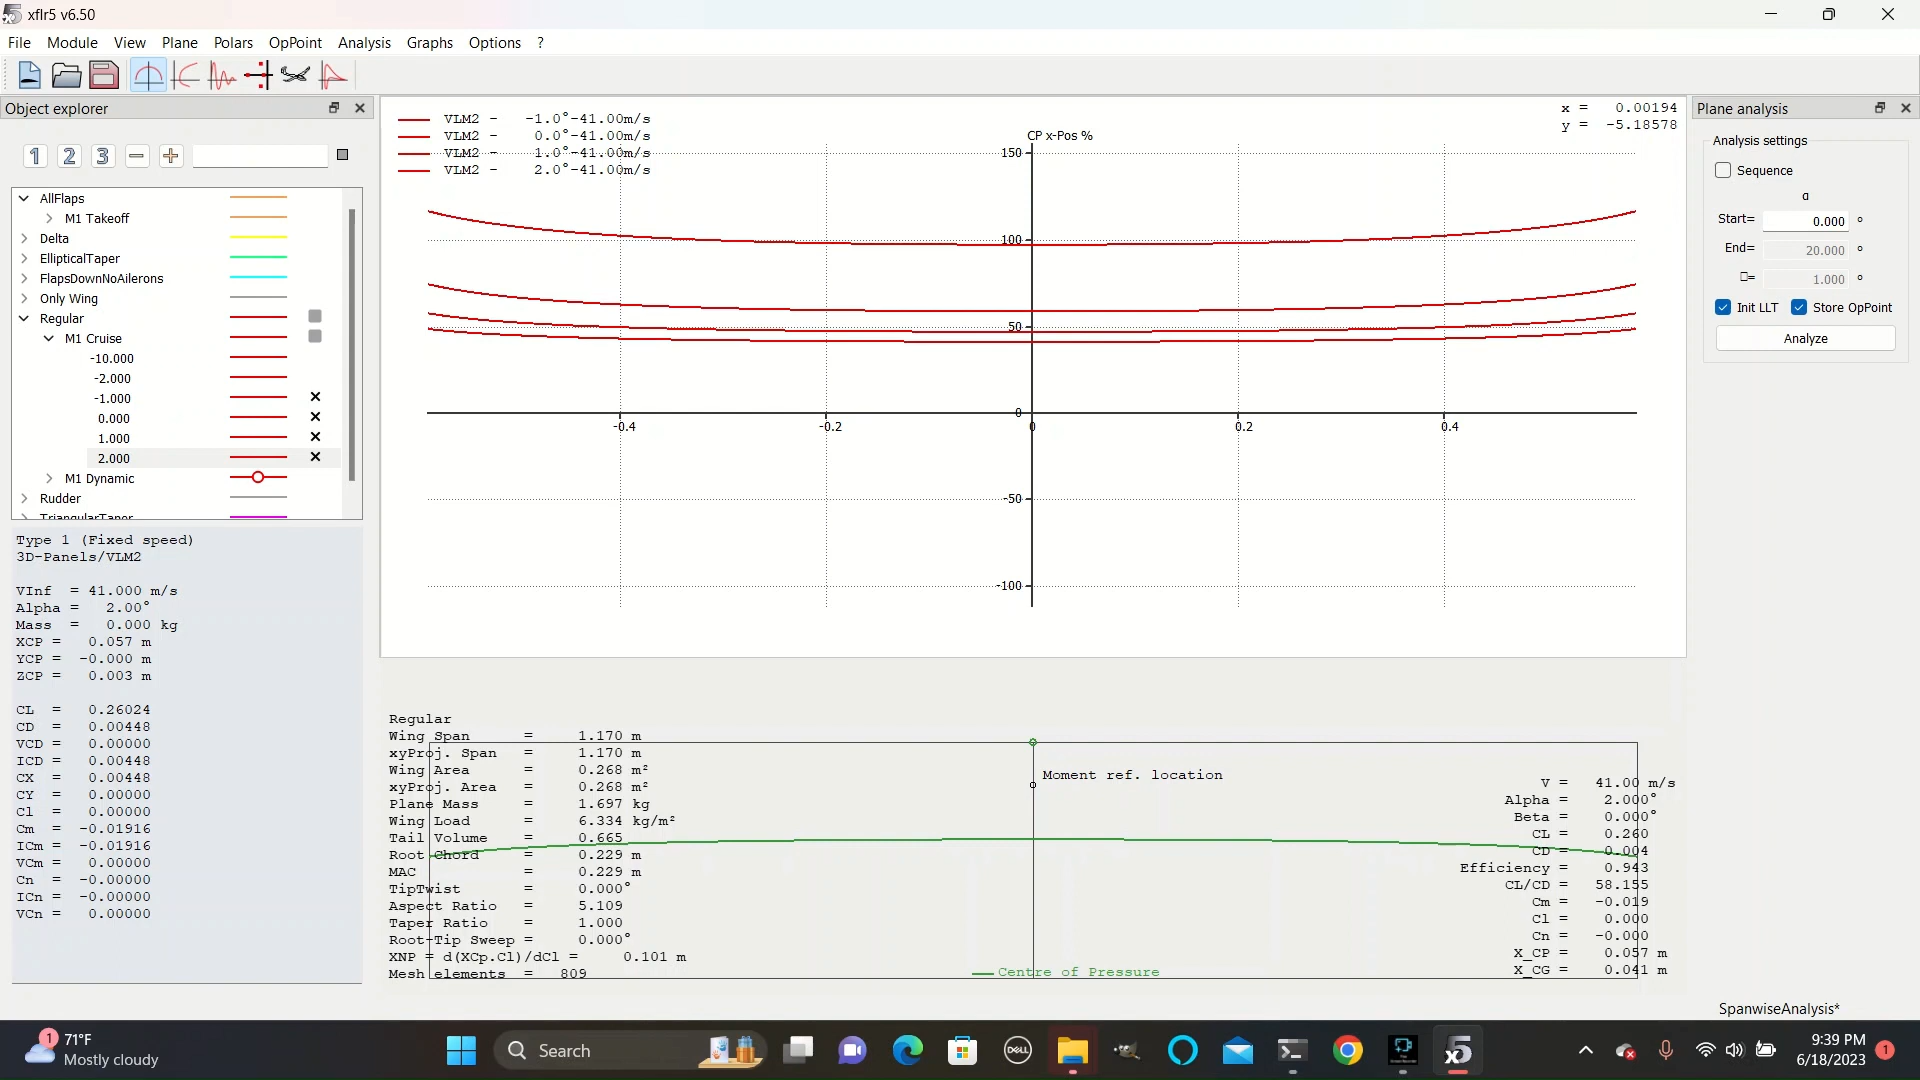 xflr5 v6.50
File Module View Plane Polars OpPoint Analysis Graphs Options ?
Object explorer
1 2 3
AllFlaps
M1 Takeoff
Delta
EllipticalTaper
FlapsDownNoAilerons
Only Wing
Regular
M1 Cruise
-10.000
-2.000
-1.000
0.000
1.000
2.000
M1 Dynamic
Rudder
TriangularTaper
Type 1 (Fixed speed)
3D-Panels/VLM2
VInf = 41.000 m/s
Alpha = 2.00°
Mass = 0.000 kg
XCP = 0.057 m
YCP = -0.000 m
ZCP = 0.003 m
CL = 0.26024
CD = 0.00448
VCD = 0.00000
ICD = 0.00448
CX = 0.00448
CY = 0.00000
Cl = 0.00000
Cm = -0.01916
ICm = -0.01916
VCm = 0.00000
Cn = -0.00000
ICn = -0.00000
VCn = 0.00000
VLM2 - -1.0°-41.00m/s
VLM2 - 0.0°-41.00m/s
VLM2 - 1.0°-41.00m/s
VLM2 - 2.0°-41.00m/s
x = 0.00194
y = -5.18578
CP x-Pos %
150
100
50
0
-50
-100
-0.4 -0.2 0 0.2 0.4
Regular
Wing Span = 1.170 m
xyProj. Span = 1.170 m
Wing Area = 0.268 m²
xyProj. Area = 0.268 m²
Plane Mass = 1.697 kg
Wing Load = 6.334 kg/m²
Tail Volume = 0.665
Root Chord = 0.229 m
MAC = 0.229 m
TipTwist = 0.000°
Aspect Ratio = 5.109
Taper Ratio = 1.000
Root-Tip Sweep = 0.000°
XNP = d(XCp.Cl)/dCl = 0.101 m
Mesh elements = 809
Moment ref. location
Centre of Pressure
V = 41.00 m/s
Alpha = 2.000°
Beta = 0.000°
CL = 0.260
CD = 0.004
Efficiency = 0.943
CL/CD = 58.155
Cm = -0.019
Cl = 0.000
Cn = -0.000
X_CP = 0.057 m
X_CG = 0.041 m
Plane analysis
Analysis settings
Sequence
α
Start= 0.000 °
End= 20.000 °
□= 1.000 °
Init LLT Store OpPoint
Analyze
SpanwiseAnalysis*
1
71°F
Mostly cloudy
Search
DELL
x5
9:39 PM
6/18/2023
1